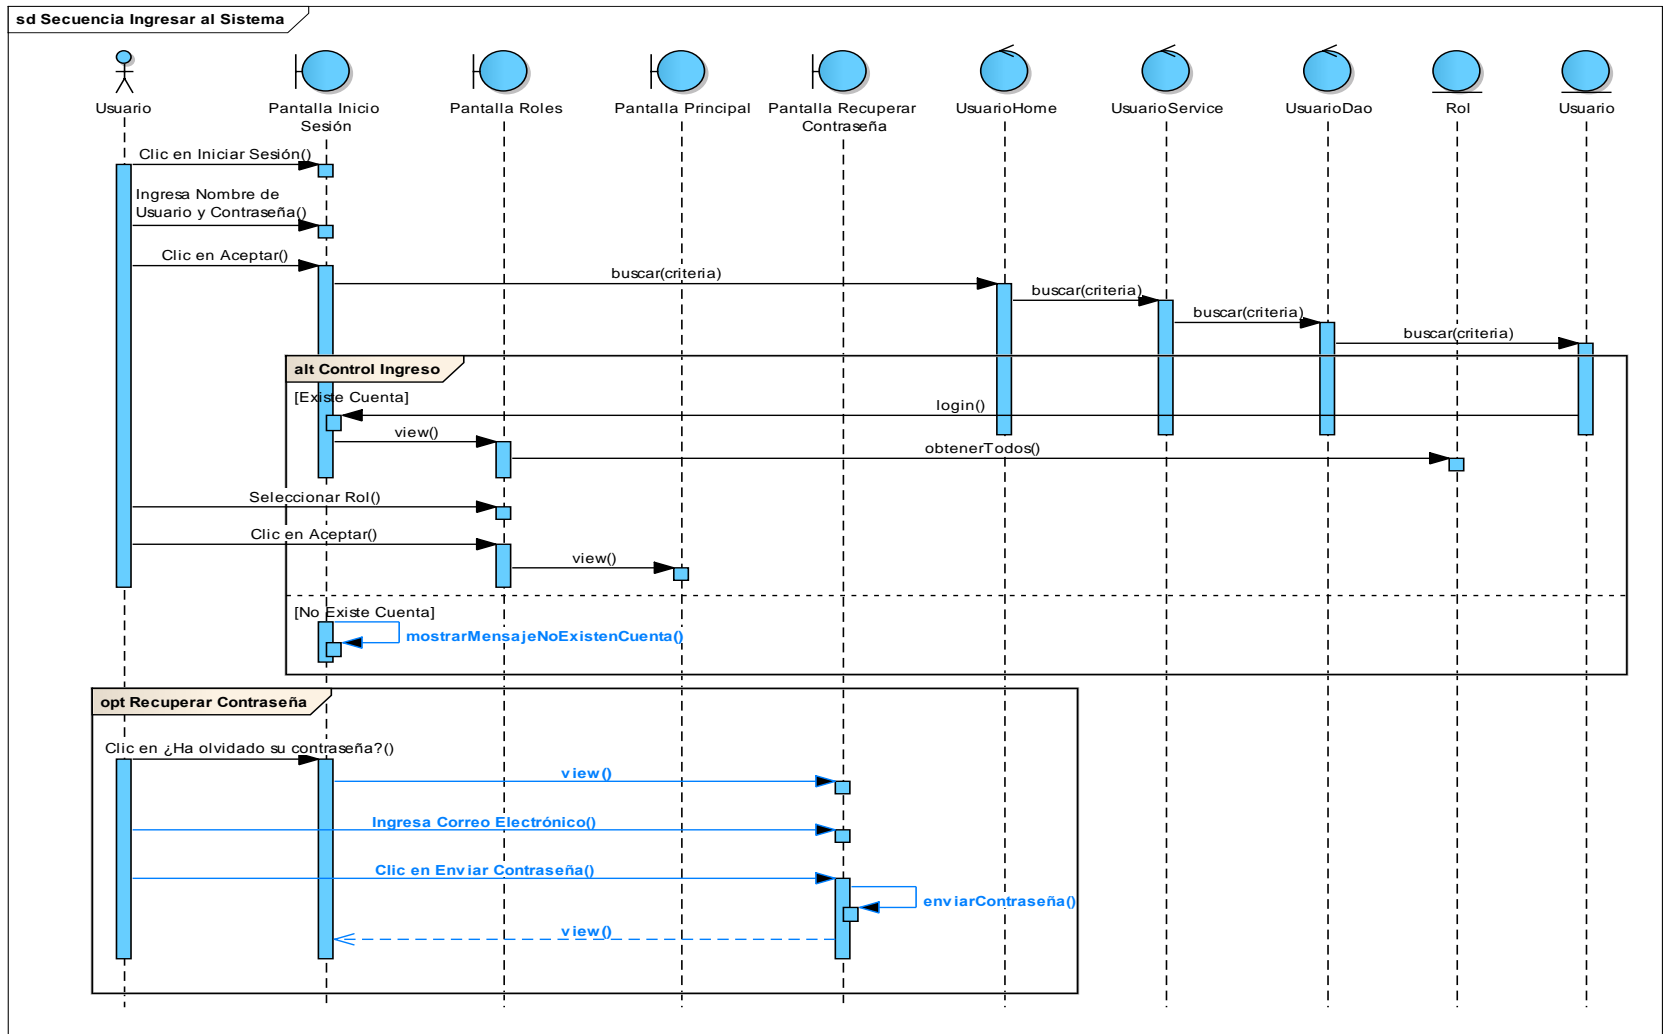 sd Secuencia Ingresar al Sistema
Usuario
Pantalla Inicio
Sesión
Pantalla Roles
Pantalla Principal
Pantalla Recuperar
Contraseña
UsuarioHome
UsuarioService
UsuarioDao
Rol
Usuario
Clic en Iniciar Sesión()
Ingresa Nombre de
Usuario y Contraseña()
Clic en Aceptar()
buscar(criteria)
buscar(criteria)
buscar(criteria)
buscar(criteria)
alt Control Ingreso
[Existe Cuenta]
login()
view()
obtenerTodos()
Seleccionar Rol()
Clic en Aceptar()
view()
[No Existe Cuenta]
mostrarMensajeNoExistenCuenta()
opt Recuperar Contraseña
Clic en ¿Ha olvidado su contraseña?()
view()
Ingresa Correo Electrónico()
Clic en Enviar Contraseña()
enviarContraseña()
view()